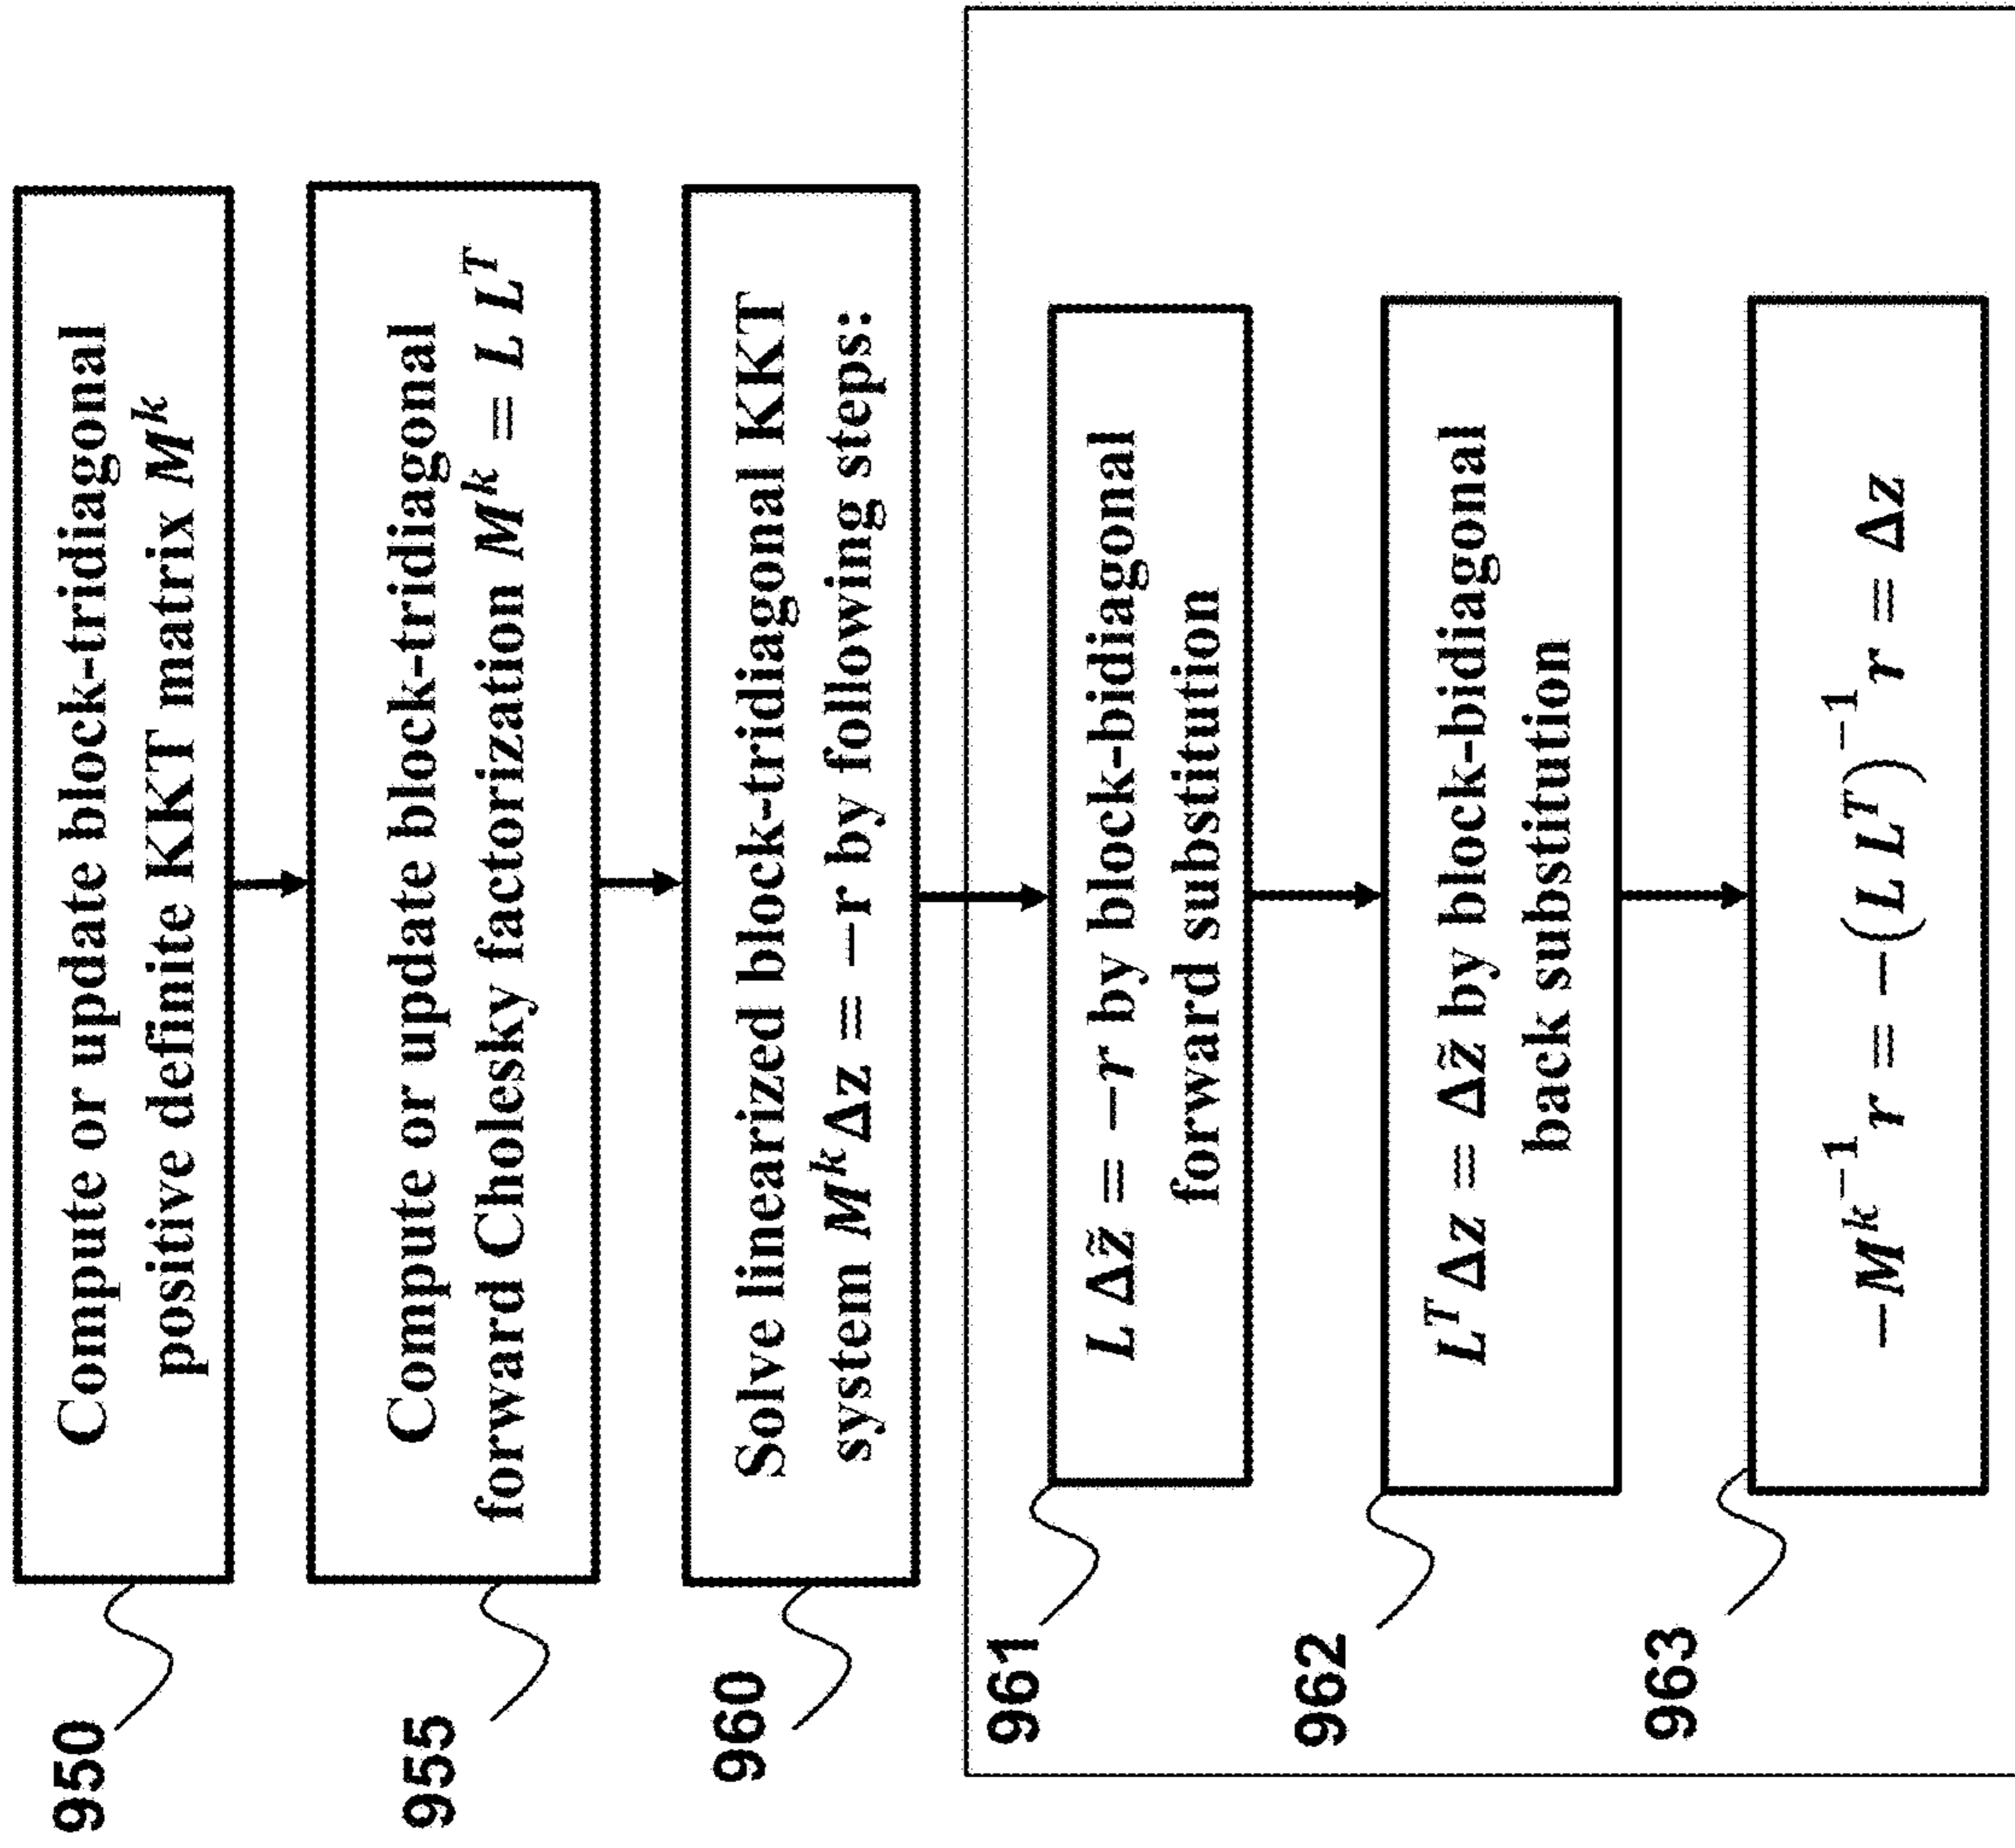 950
Compute or update block-tridiagonal
positive definite KKT matrix M^k
955
Compute or update block-tridiagonal
forward Cholesky factorization M^k = L L^T
960
Solve linearized block-tridiagonal KKT
system M^k Δz = −r by following steps:
961
L Δz̃ = −r by block-bidiagonal
forward substitution
962
L^T Δz = Δz̃ by block-bidiagonal
back substitution
963
−M^k^−1 r = −(L L^T)^−1 r = Δz